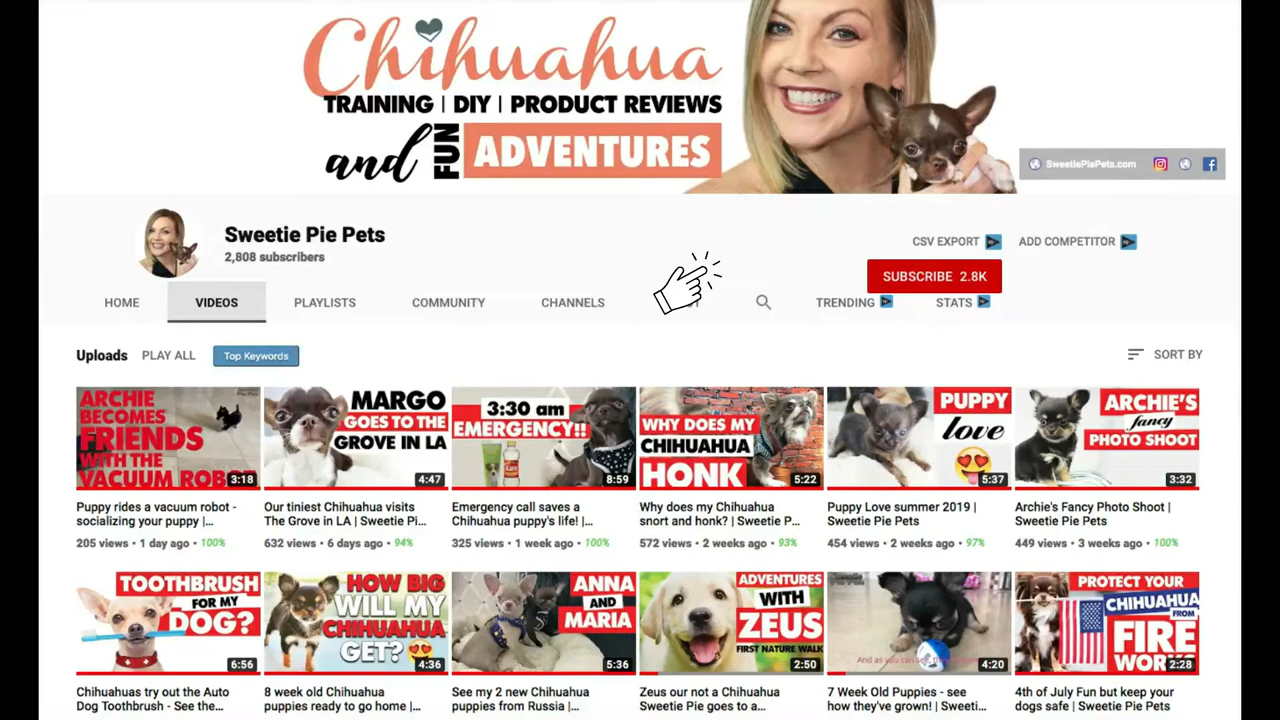 Chihuahua
TRAINING | DIY | PRODUCT REVIEWS
and FUN ADVENTURES
SweetiePiePets.com
Sweetie Pie Pets
2,808 subscribers
CSV EXPORT ADD COMPETITOR
SUBSCRIBE 2.8K
HOME VIDEOS PLAYLISTS COMMUNITY CHANNELS TRENDING STATS
Uploads PLAY ALL Top Keywords SORT BY
ARCHIE
BECOMES
FRIENDS
WITH THE
VACUUM ROBOT
3:18
MARGO
GOES TO THE
GROVE IN LA
4:47
3:30 am
EMERGENCY!!
8:59
WHY DOES MY
CHIHUAHUA
HONK
5:22
PUPPY
love
5:37
ARCHIE'S
fancy
PHOTO SHOOT
3:32
Puppy rides a vacuum robot -
socializing your puppy |...
205 views • 1 day ago • 100%
Our tiniest Chihuahua visits
The Grove in LA | Sweetie Pi...
632 views • 6 days ago • 94%
Emergency call saves a
Chihuahua puppy's life! |...
325 views • 1 week ago • 100%
Why does my Chihuahua
snort and honk? | Sweetie P...
572 views • 2 weeks ago • 93%
Puppy Love summer 2019 |
Sweetie Pie Pets
454 views • 2 weeks ago • 97%
Archie's Fancy Photo Shoot |
Sweetie Pie Pets
449 views • 3 weeks ago • 100%
TOOTHBRUSH
FOR MY
DOG?
6:56
HOW BIG
WILL MY
CHIHUAHUA
GET?
4:36
ANNA
AND
MARIA
5:36
ADVENTURES
WITH
ZEUS
FIRST NATURE WALK
2:50
And as you can see,
4:20
PROTECT YOUR
CHIHUAHUA
FROM
FIRE
WOR
2:28
Chihuahuas try out the Auto
Dog Toothbrush - See the...
8 week old Chihuahua
puppies ready to go home |...
See my 2 new Chihuahua
puppies from Russia |...
Zeus our not a Chihuahua
Sweetie Pie goes to a...
7 Week Old Puppies - see
how they've grown! | Sweeti...
4th of July Fun but keep your
dogs safe | Sweetie Pie Pets